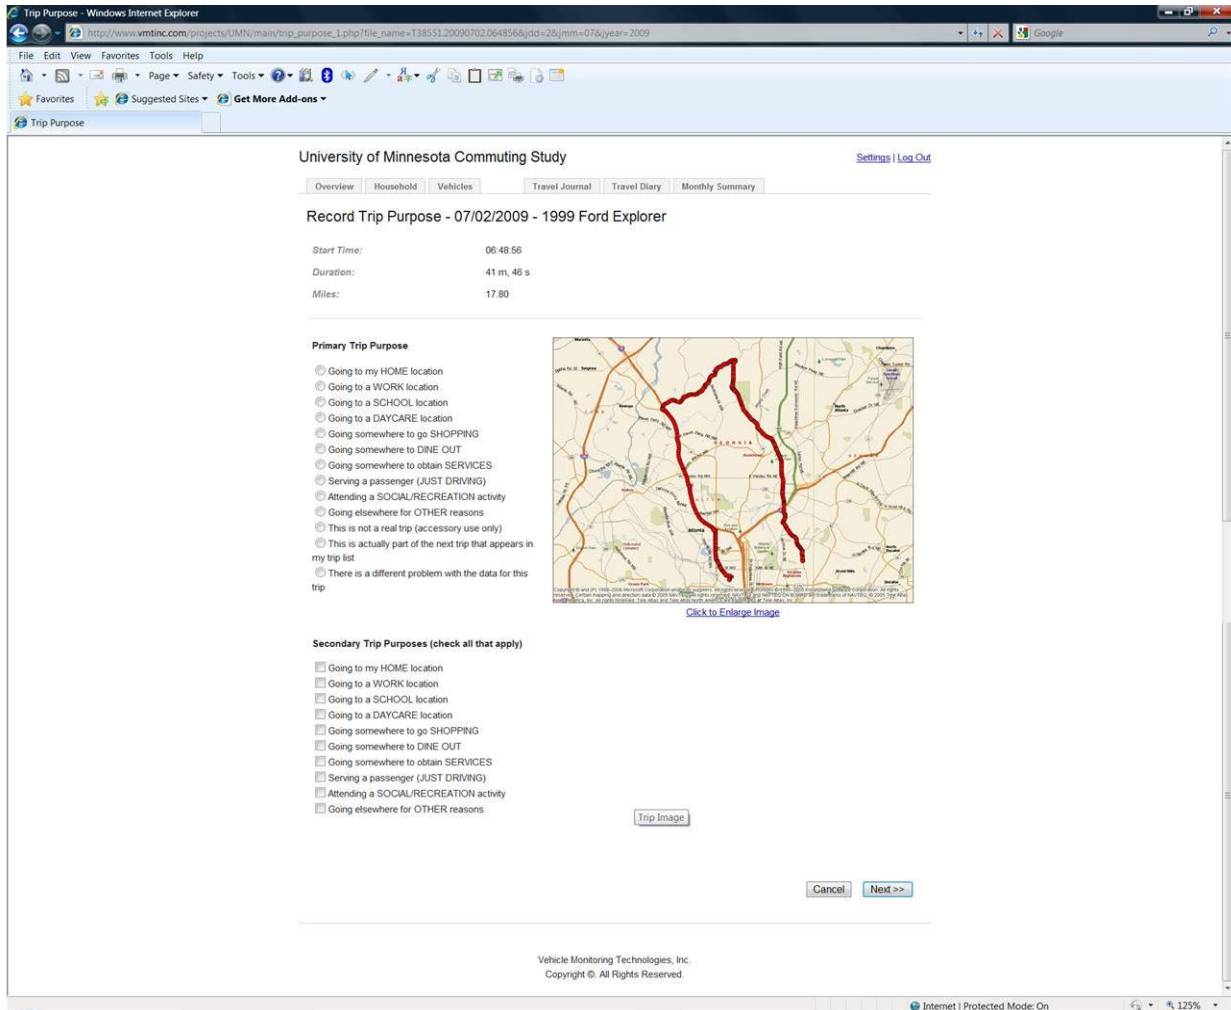 Trip Purpose - Windows Internet Explorer
http://www.vmtinc.com/projects/UMN/main/trip_purpose_1.php?file_name=T38551.20090702.064856&jdd=2&jmm=07&jyear=2009
Google
File Edit View Favorites Tools Help
Page Safety Tools
Favorites Suggested Sites Get More Add-ons
Trip Purpose
University of Minnesota Commuting Study
Settings | Log Out
Overview Household Vehicles Travel Journal Travel Diary Monthly Summary
Record Trip Purpose - 07/02/2009 - 1999 Ford Explorer
Start Time: 06:48:56
Duration: 41 m, 46 s
Miles: 17.80
Primary Trip Purpose
Going to my HOME location
Going to a WORK location
Going to a SCHOOL location
Going to a DAYCARE location
Going somewhere to go SHOPPING
Going somewhere to DINE OUT
Going somewhere to obtain SERVICES
Serving a passenger (JUST DRIVING)
Attending a SOCIAL/RECREATION activity
Going elsewhere for OTHER reasons
This is not a real trip (accessory use only)
This is actually part of the next trip that appears in
my trip list
There is a different problem with the data for this
trip
GEORGIA
Atlanta
North
Atlanta
Click to Enlarge Image
Secondary Trip Purposes (check all that apply)
Going to my HOME location
Going to a WORK location
Going to a SCHOOL location
Going to a DAYCARE location
Going somewhere to go SHOPPING
Going somewhere to DINE OUT
Going somewhere to obtain SERVICES
Serving a passenger (JUST DRIVING)
Attending a SOCIAL/RECREATION activity
Going elsewhere for OTHER reasons
Trip Image
Cancel Next >>
Vehicle Monitoring Technologies, Inc.
Copyright ©. All Rights Reserved.
Internet | Protected Mode: On
125%